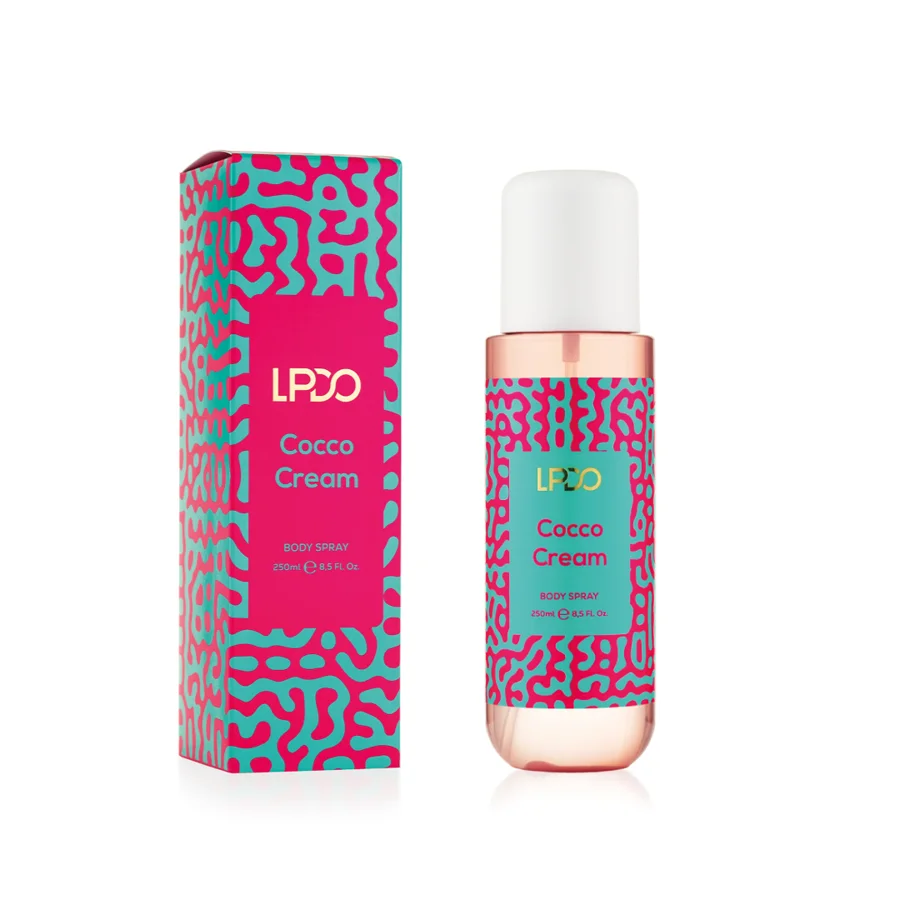 LPDO
Cocco
Cream
BODY SPRAY
250ml ℮ 8,5 FL Oz.
LPDO
Cocco
Cream
BODY SPRAY
250ml ℮ 8,5 FL Oz.